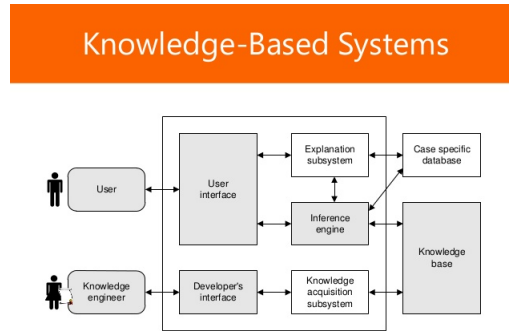 Knowledge-Based Systems
Explanation
subsystem
Case specific
database
User
User
interface
Inference
engine
Knowledge
base
Knowledge
engineer
Developer's
interface
Knowledge
acquisition
subsystem